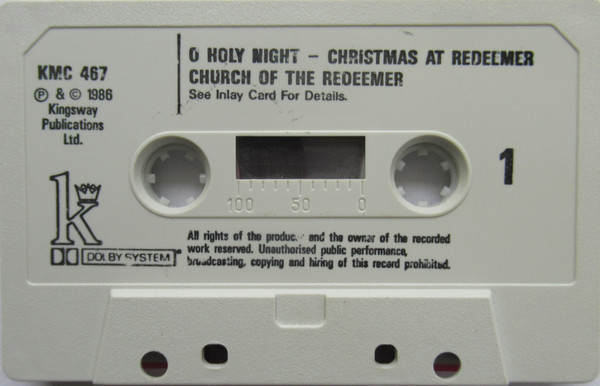 O HOLY NIGHT – CHRISTMAS AT REDEEMER
CHURCH OF THE REDEEMER
See Inlay Card For Details.
KMC 467
Ⓟ & © 1986
Kingsway
Publications
Ltd.
1
100 50 0
k
DOLBY SYSTEM
All rights of the produc and the owner of the recorded
work reserved. Unauthorised public performance,
broadcasting, copying and hiring of this record prohibited.